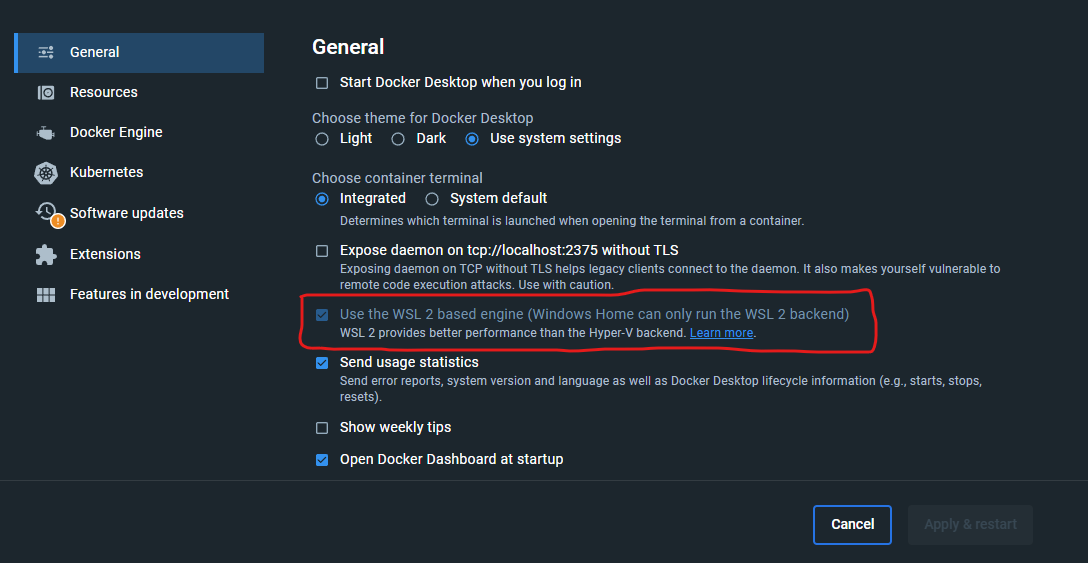 General
Resources
Docker Engine
Kubernetes
Software updates
Extensions
Features in development
General
Start Docker Desktop when you log in
Choose theme for Docker Desktop
Light Dark Use system settings
Choose container terminal
Integrated System default
Determines which terminal is launched when opening the terminal from a container.
Expose daemon on tcp://localhost:2375 without TLS
Exposing daemon on TCP without TLS helps legacy clients connect to the daemon. It also makes yourself vulnerable to
remote code execution attacks. Use with caution.
Use the WSL 2 based engine (Windows Home can only run the WSL 2 backend)
WSL 2 provides better performance than the Hyper-V backend. Learn more.
Send usage statistics
Send error reports, system version and language as well as Docker Desktop lifecycle information (e.g., starts, stops,
resets).
Show weekly tips
Open Docker Dashboard at startup
Cancel Apply & restart